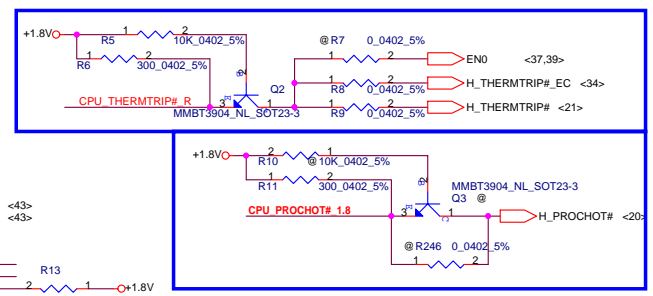 +1.8V
1 2
R5 10K_0402_5%
1 2
R6 300_0402_5%
@ R7 0_0402_5%
1 2
EN0 <37,39>
B
2
Q2
1 2
R8 0_0402_5%
H_THERMTRIP#_EC <34>
CPU_THERMTRIP#_R
3 E
C
1
1 2
R9 0_0402_5%
H_THERMTRIP# <21>
MMBT3904_NL_SOT23-3
+1.8V
2 1
R10 @ 10K_0402_5%
1 2
R11 300_0402_5%
B
2
MMBT3904_NL_SOT23-3
Q3 @
CPU_PROCHOT#_1.8
3 E
C
1
H_PROCHOT# <20>
@ R246 0_0402_5%
1 2
<43>
<43>
R13
2 1
+1.8V